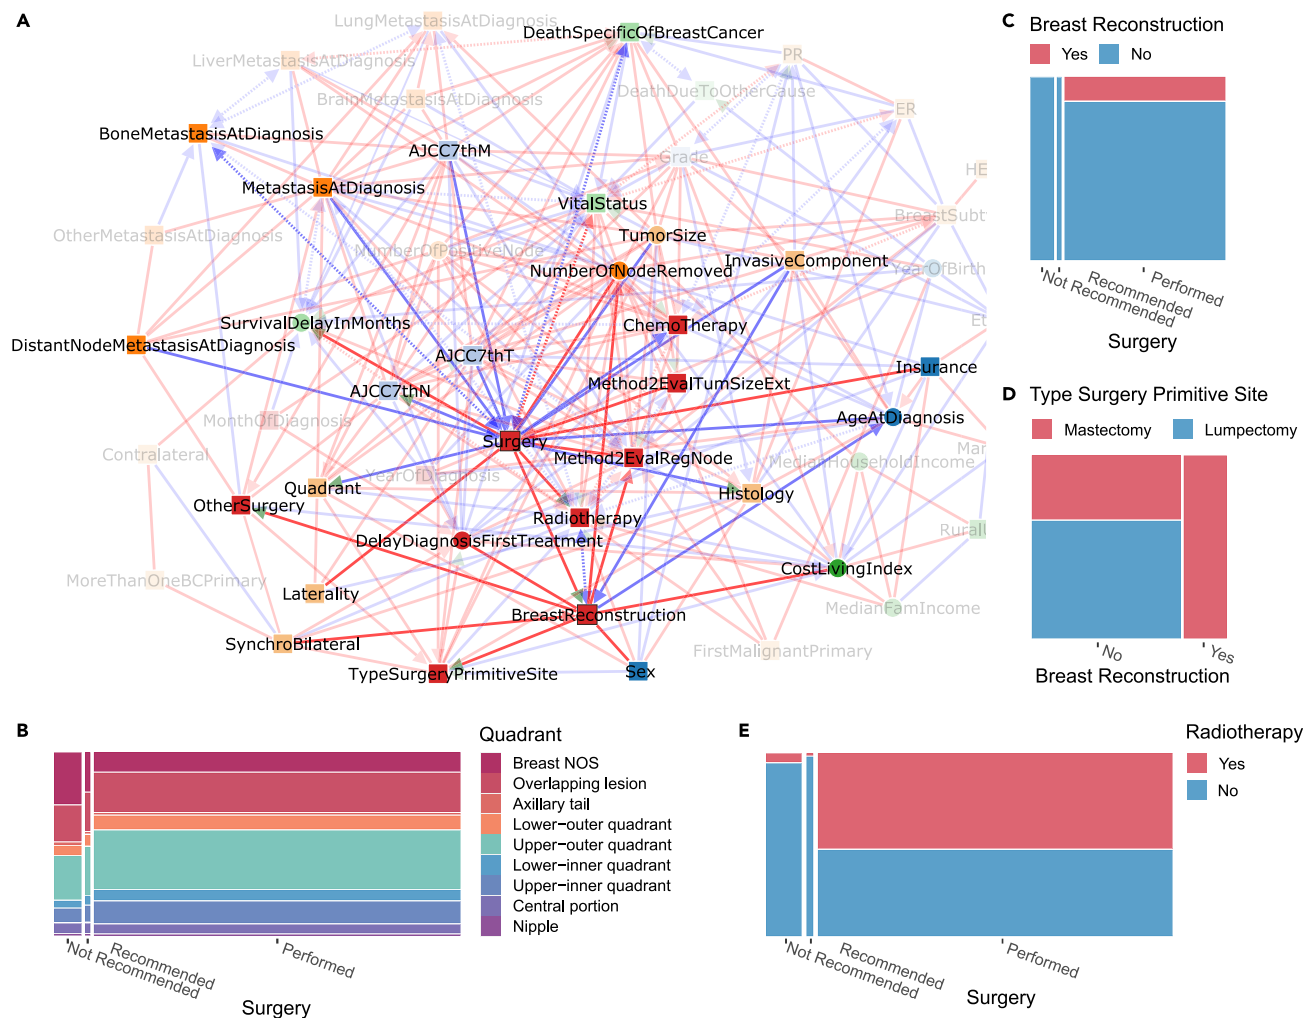 A
LungMetastasisAtDiagnosis
DeathSpecificOfBreastCancer
PR
LiverMetastasisAtDiagnosis
BrainMetastasisAtDiagnosis
DeathDueToOtherCause
ER
BoneMetastasisAtDiagnosis
AJCC7thM
Grade
HE
MetastasisAtDiagnosis
VitalStatus
BreastSubt
OtherMetastasisAtDiagnosis
NumberOfPositiveNode
TumorSize
InvasiveComponent
NumberOfNodeRemoved
YearOfBirth
SurvivalDelayInMonths
ChemoTherapy
Et
DistantNodeMetastasisAtDiagnosis
AJCC7thT
Insurance
Method2EvalTumSizeExt
AJCC7thN
MonthOfDiagnosis
AgeAtDiagnosis
Surgery
Mar
Contralateral
Method2EvalRegNode
MedianHouseholdIncome
YearOfDiagnosis
Quadrant
Histology
OtherSurgery
Radiotherapy
RuralU
DelayDiagnosisFirstTreatment
CostLivingIndex
MoreThanOneBCPrimary
Laterality
MedianFamIncome
BreastReconstruction
SynchroBilateral
FirstMalignantPrimary
TypeSurgeryPrimitiveSite
Sex
C
Breast Reconstruction
Yes No
Not Recommended
Recommended
Performed
Surgery
D
Type Surgery Primitive Site
Mastectomy Lumpectomy
No
Yes
Breast Reconstruction
B
Quadrant
Breast NOS
Overlapping lesion
Axillary tail
Lower−outer quadrant
Upper−outer quadrant
Lower−inner quadrant
Upper−inner quadrant
Central portion
Nipple
Not Recommended
Recommended
Performed
Surgery
E
Radiotherapy
Yes
No
Not Recommended
Recommended
Performed
Surgery